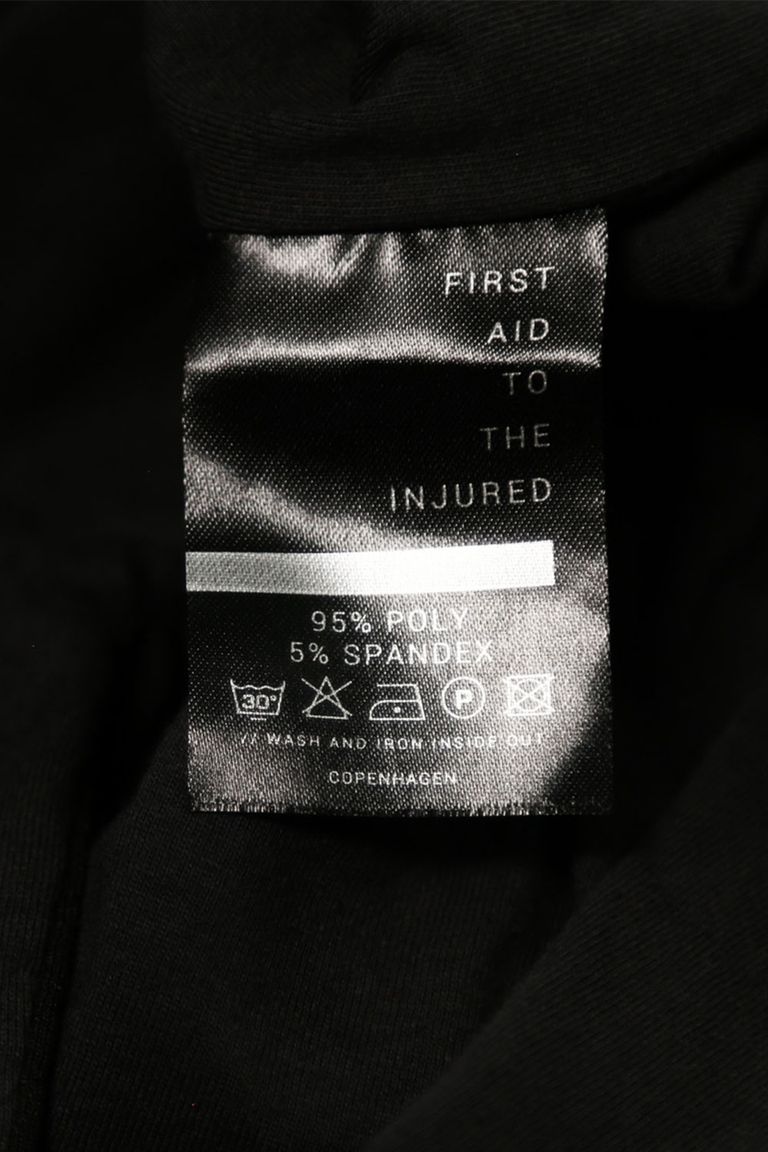 FIRST
AID
TO
THE
INJURED
95% POLY
5% SPANDEX
30° P
// WASH AND IRON INSIDE OUT
COPENHAGEN